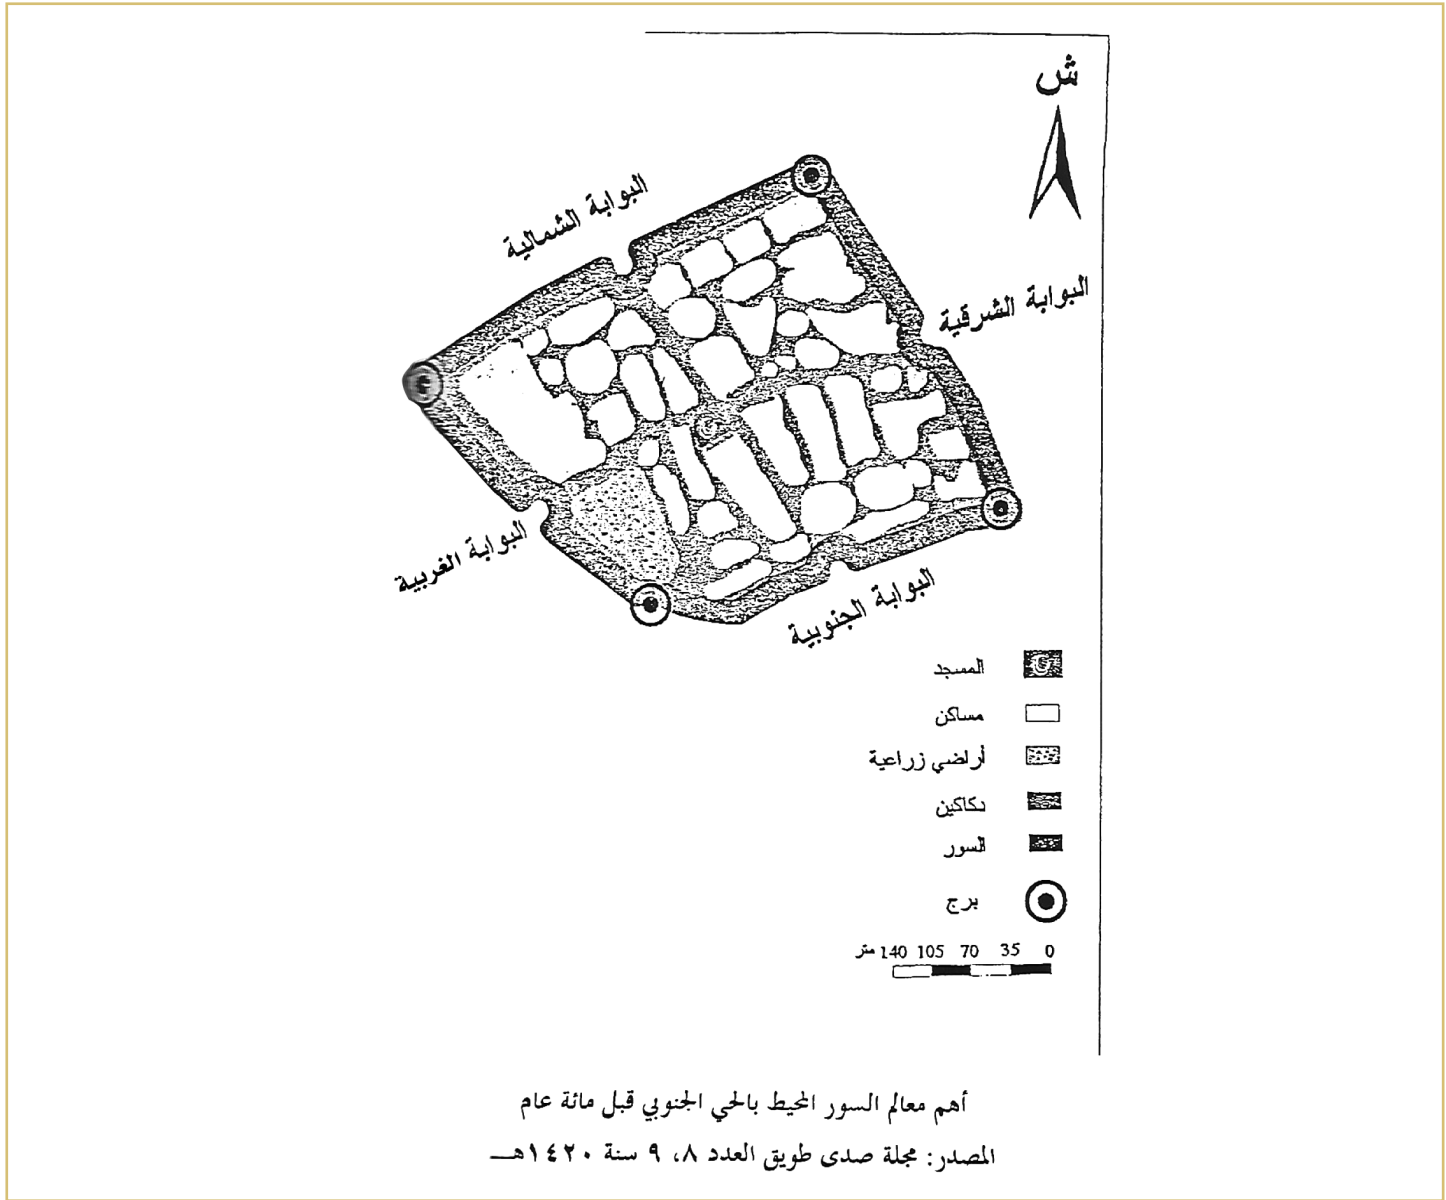 ش
البوابة الشمالية
البوابة الشرقية
البوابة الغربية
البوابة الجنوبية
المسجد
مساكن
أراضي زراعية
دكاكين
السور
برج
0 35 70 105 140 متر
أهم معالم السور المحيط بالحي الجنوبي قبل مائة عام
المصدر: مجلة صدى طويق العدد ٨، ٩ سنة ١٤٢٠هـ